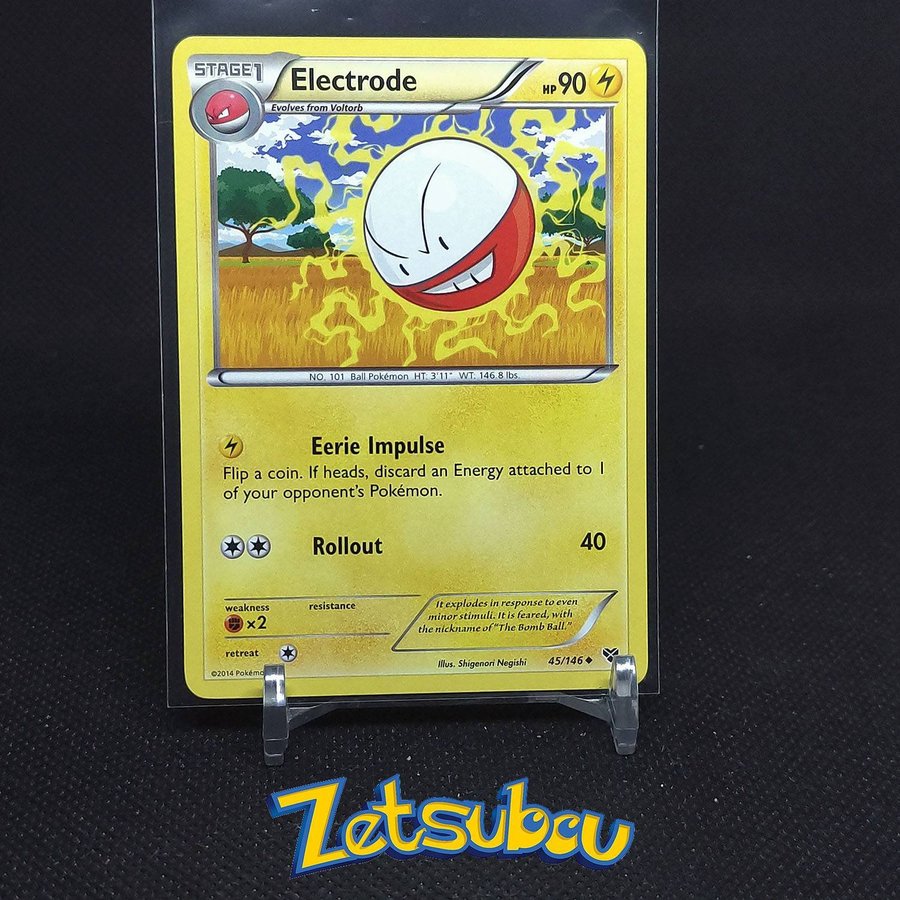 STAGE1
Electrode
HP90
Evolves from Voltorb
NO. 101 Ball Pokémon HT: 3'11" WT: 146.8 lbs.
Eerie Impulse
Flip a coin. If heads, discard an Energy attached to 1
of your opponent's Pokémon.
Rollout 40
weakness resistance
×2
It explodes in response to even
minor stimuli. It is feared, with
the nickname of "The Bomb Ball."
retreat
Illus. Shigenori Negishi 45/146
©2014 Pokémon
Zetsubou